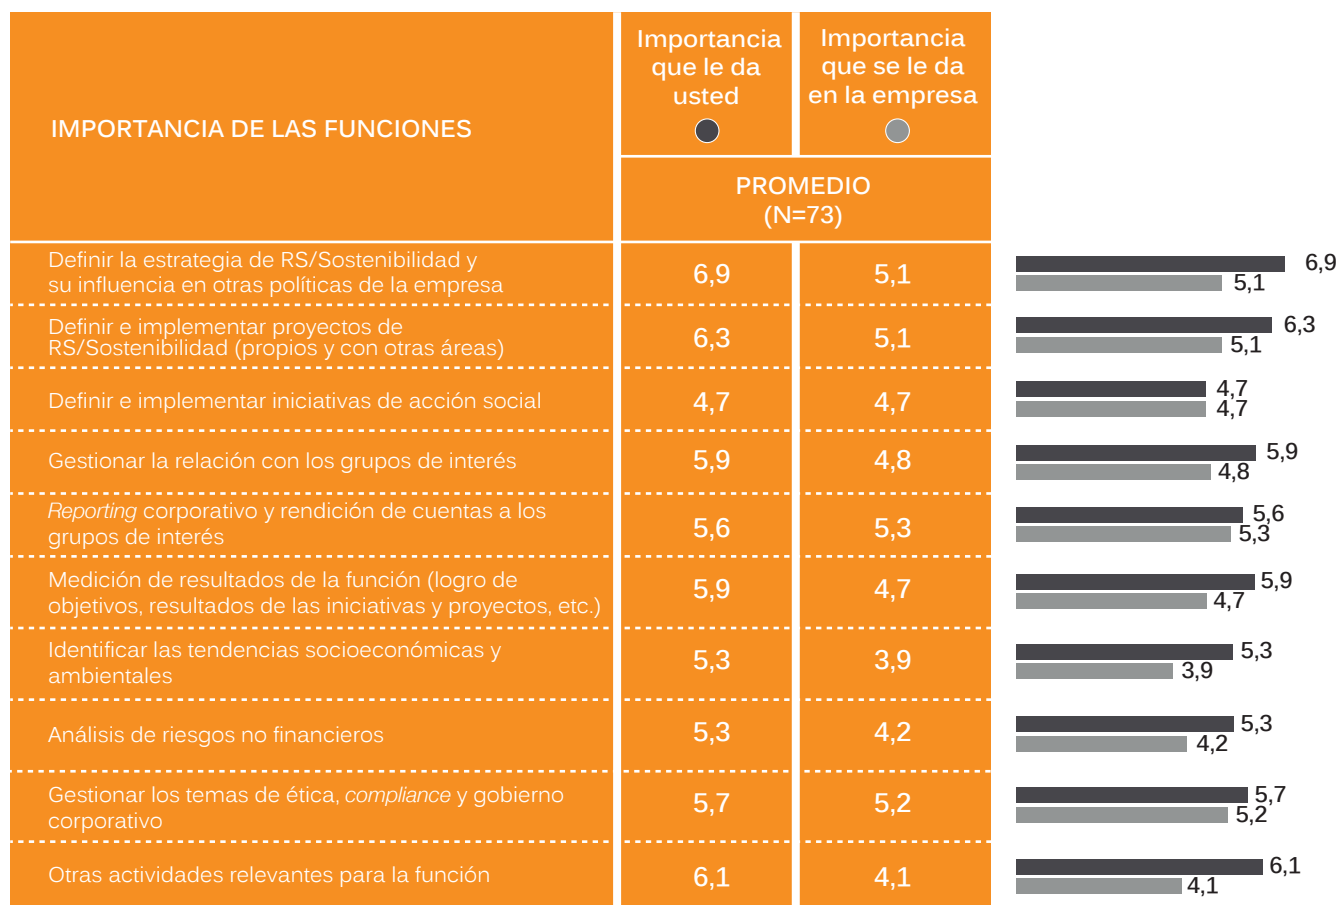 IMPORTANCIA DE LAS FUNCIONES
Importancia
que le da
usted
Importancia
que se le da
en la empresa
PROMEDIO
(N=73)
Definir la estrategia de RS/Sostenibilidad y
su influencia en otras políticas de la empresa
6,9
5,1
6,9
5,1
Definir e implementar proyectos de
RS/Sostenibilidad (propios y con otras áreas)
6,3
5,1
6,3
5,1
Definir e implementar iniciativas de acción social
4,7
4,7
4,7
4,7
Gestionar la relación con los grupos de interés
5,9
4,8
5,9
4,8
Reporting corporativo y rendición de cuentas a los
grupos de interés
5,6
5,3
5,6
5,3
Medición de resultados de la función (logro de
objetivos, resultados de las iniciativas y proyectos, etc.)
5,9
4,7
5,9
4,7
Identificar las tendencias socioeconómicas y
ambientales
5,3
3,9
5,3
3,9
Análisis de riesgos no financieros
5,3
4,2
5,3
4,2
Gestionar los temas de ética, compliance y gobierno
corporativo
5,7
5,2
5,7
5,2
Otras actividades relevantes para la función
6,1
4,1
6,1
4,1